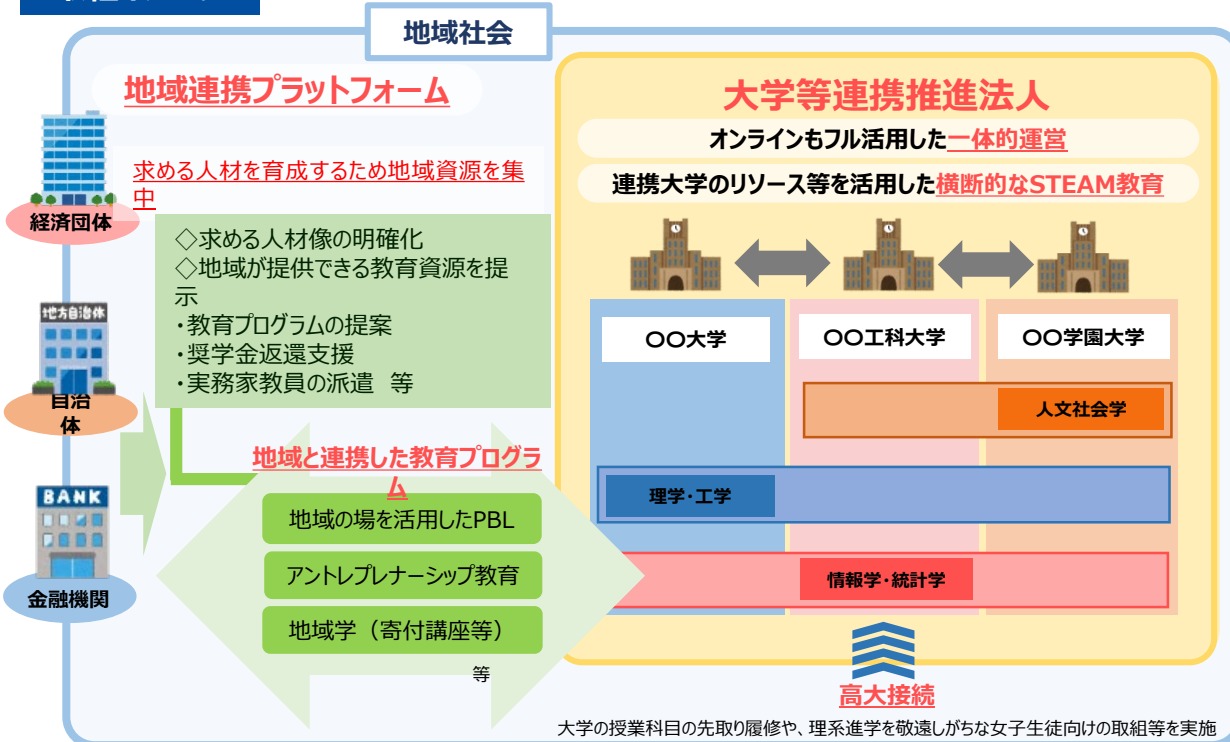 地域社会
地域連携プラットフォーム
求める人材を育成するため地域資源を集
中
経済団体
◇求める人材像の明確化
◇地域が提供できる教育資源を提
示
・教育プログラムの提案
・奨学金返還支援
・実務家教員の派遣 等
地方自治体
自治
体
BANK
金融機関
地域と連携した教育プログラ
ム
地域の場を活用したPBL
アントレプレナーシップ教育
地域学（寄付講座等）
等
大学等連携推進法人
オンラインもフル活用した一体的運営
連携大学のリソース等を活用した横断的なSTEAM教育
〇〇大学
〇〇工科大学
〇〇学園大学
人文社会学
理学・工学
情報学・統計学
高大接続
大学の授業科目の先取り履修や、理系進学を敬遠しがちな女子生徒向けの取組等を実施